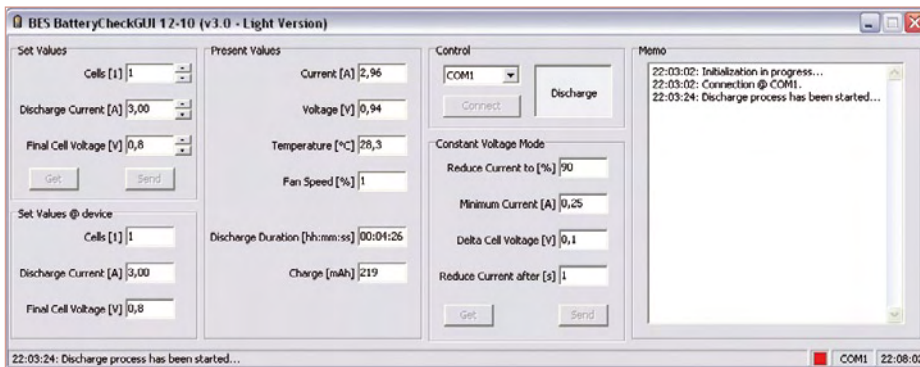 BES BatteryCheckGUI 12-10 (v3.0 - Light Version)
Set Values
Cells [1] 1
Discharge Current [A] 3,00
Final Cell Voltage [V] 0,8
Get Send
Set Values @ device
Cells [1] 1
Discharge Current [A] 3,00
Final Cell Voltage [V] 0,8
Present Values
Current [A] 2,96
Voltage [V] 0,94
Temperature [°C] 28,3
Fan Speed [%] 1
Discharge Duration [hh:mm:ss] 00:04:26
Charge [mAh] 219
Control
COM1
Connect
Discharge
Constant Voltage Mode
Reduce Current to [%] 90
Minimum Current [A] 0,25
Delta Cell Voltage [V] 0,1
Reduce Current after [s] 1
Get Send
Memo
22:03:02: Initialization in progress...
22:03:02: Connection @ COM1.
22:03:24: Discharge process has been started...
22:03:24: Discharge process has been started...
COM1 22:08:02